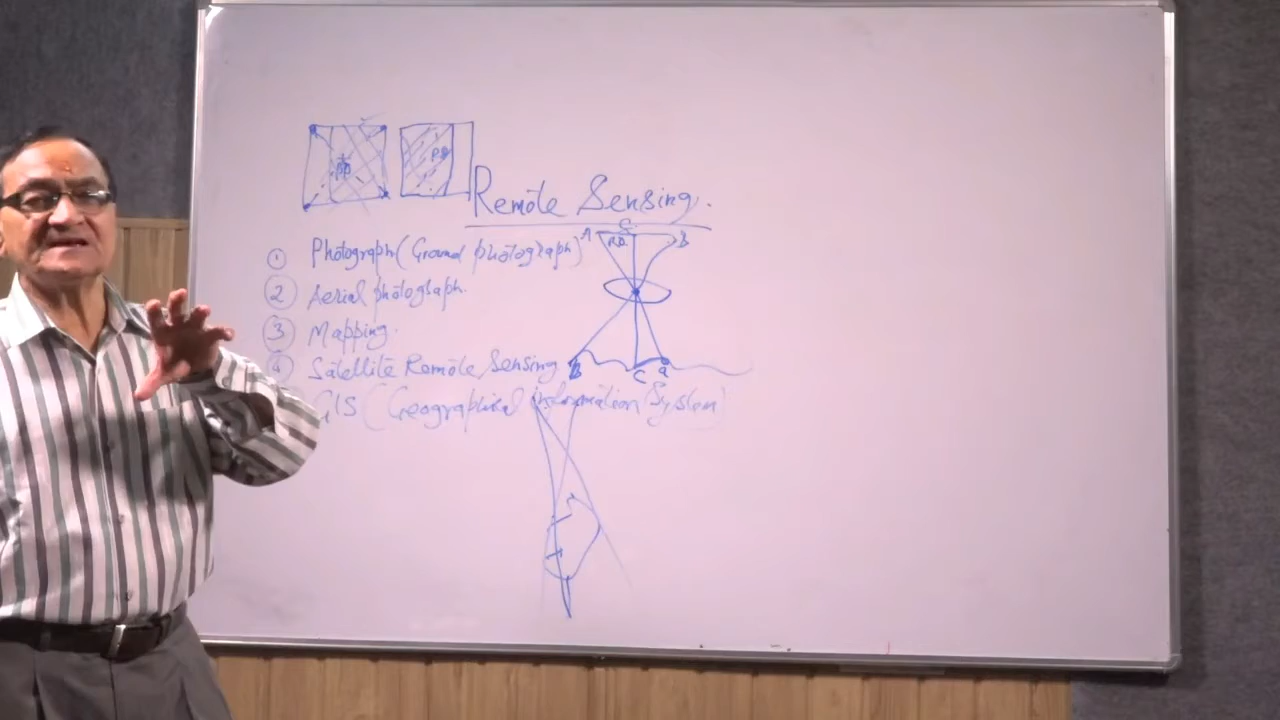 PP
PP
Remote Sensing.
① Photograph (Ground photograph)
② Aerial photograph.
③ Mapping.
④ Satellite Remote Sensing
GIS (Geographical information System)
A C B
P.D.
B C a